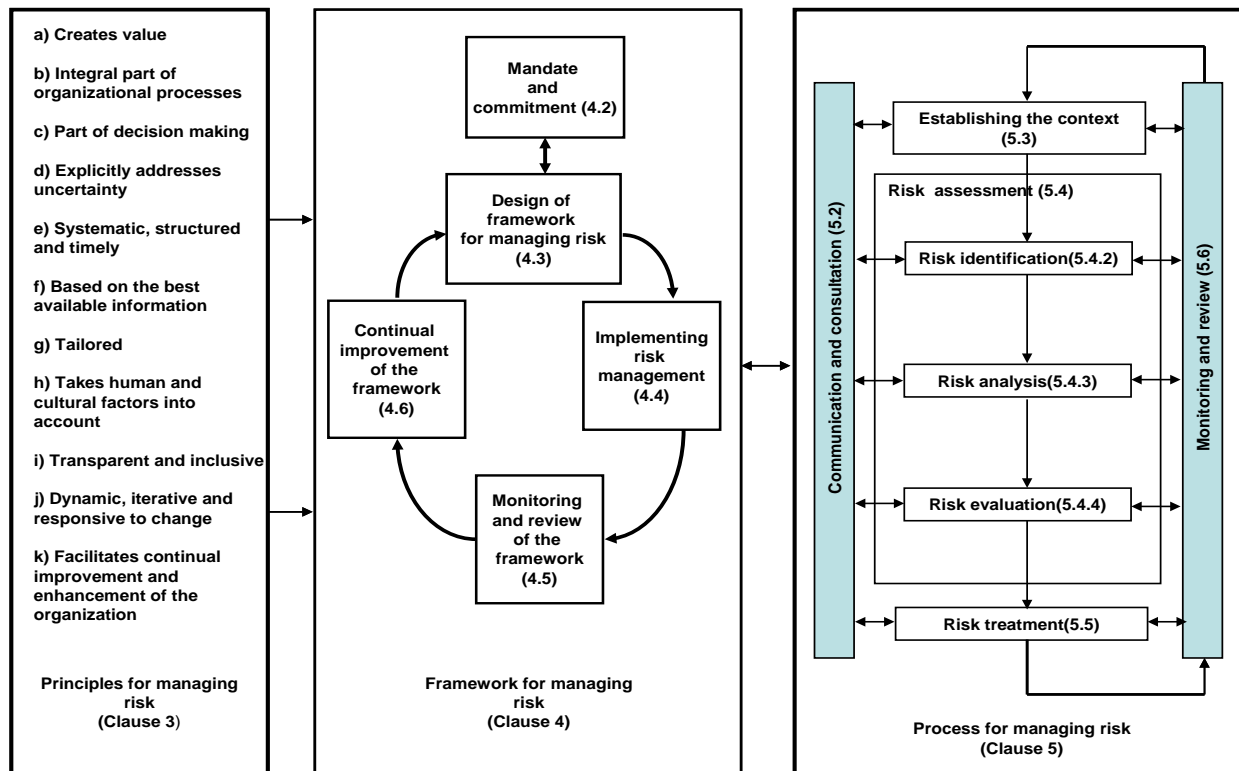 a) Creates value
b) Integral part of
organizational processes
c) Part of decision making
d) Explicitly addresses
uncertainty
e) Systematic, structured
and timely
f) Based on the best
available information
g) Tailored
h) Takes human and
cultural factors into
account
i) Transparent and inclusive
j) Dynamic, iterative and
responsive to change
k) Facilitates continual
improvement and
enhancement of the
organization
Principles for managing
risk
(Clause 3)
Mandate
and
commitment (4.2)
Design of
framework
for managing risk
(4.3)
Implementing
risk
management
(4.4)
Monitoring
and review
of the
framework
(4.5)
Continual
improvement
of the
framework
(4.6)
Framework for managing
risk
(Clause 4)
Communication and consultation (5.2)
Establishing the context
(5.3)
Risk assessment (5.4)
Risk identification(5.4.2)
Risk analysis(5.4.3)
Risk evaluation(5.4.4)
Risk treatment(5.5)
Monitoring and review (5.6)
Process for managing risk
(Clause 5)